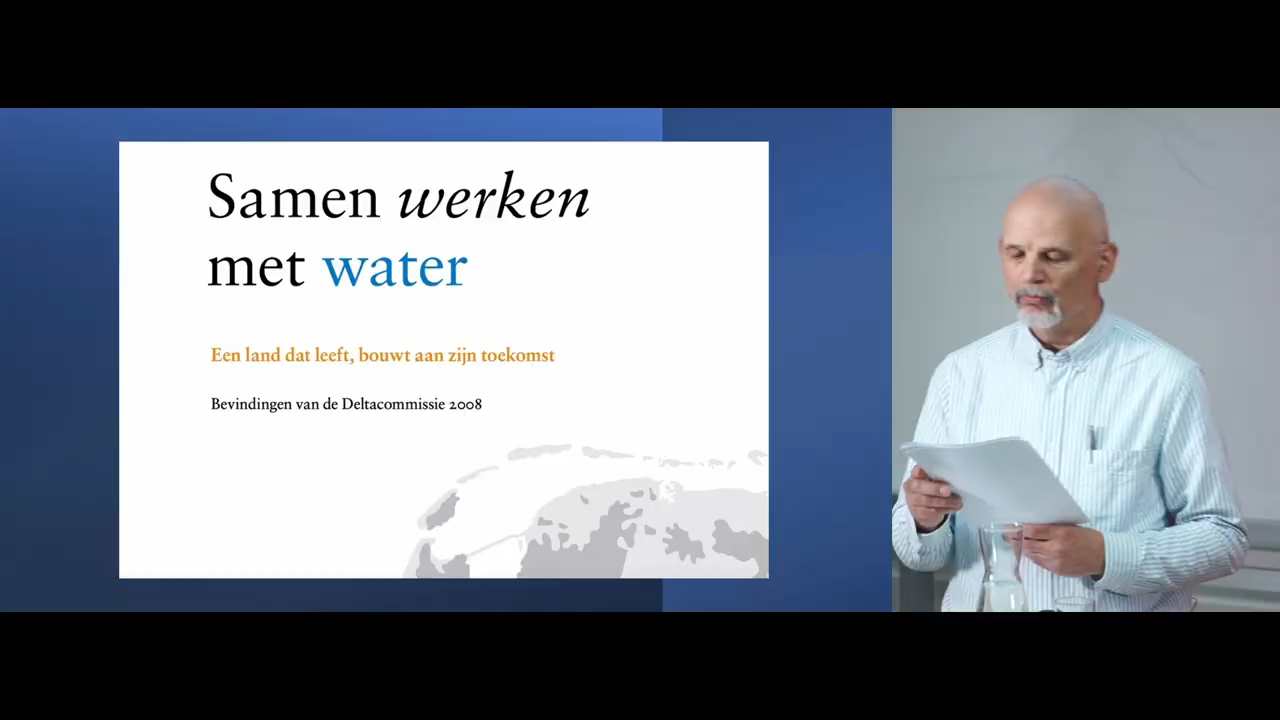 Samen werken
met water
Een land dat leeft, bouwt aan zijn toekomst
Bevindingen van de Deltacommissie 2008